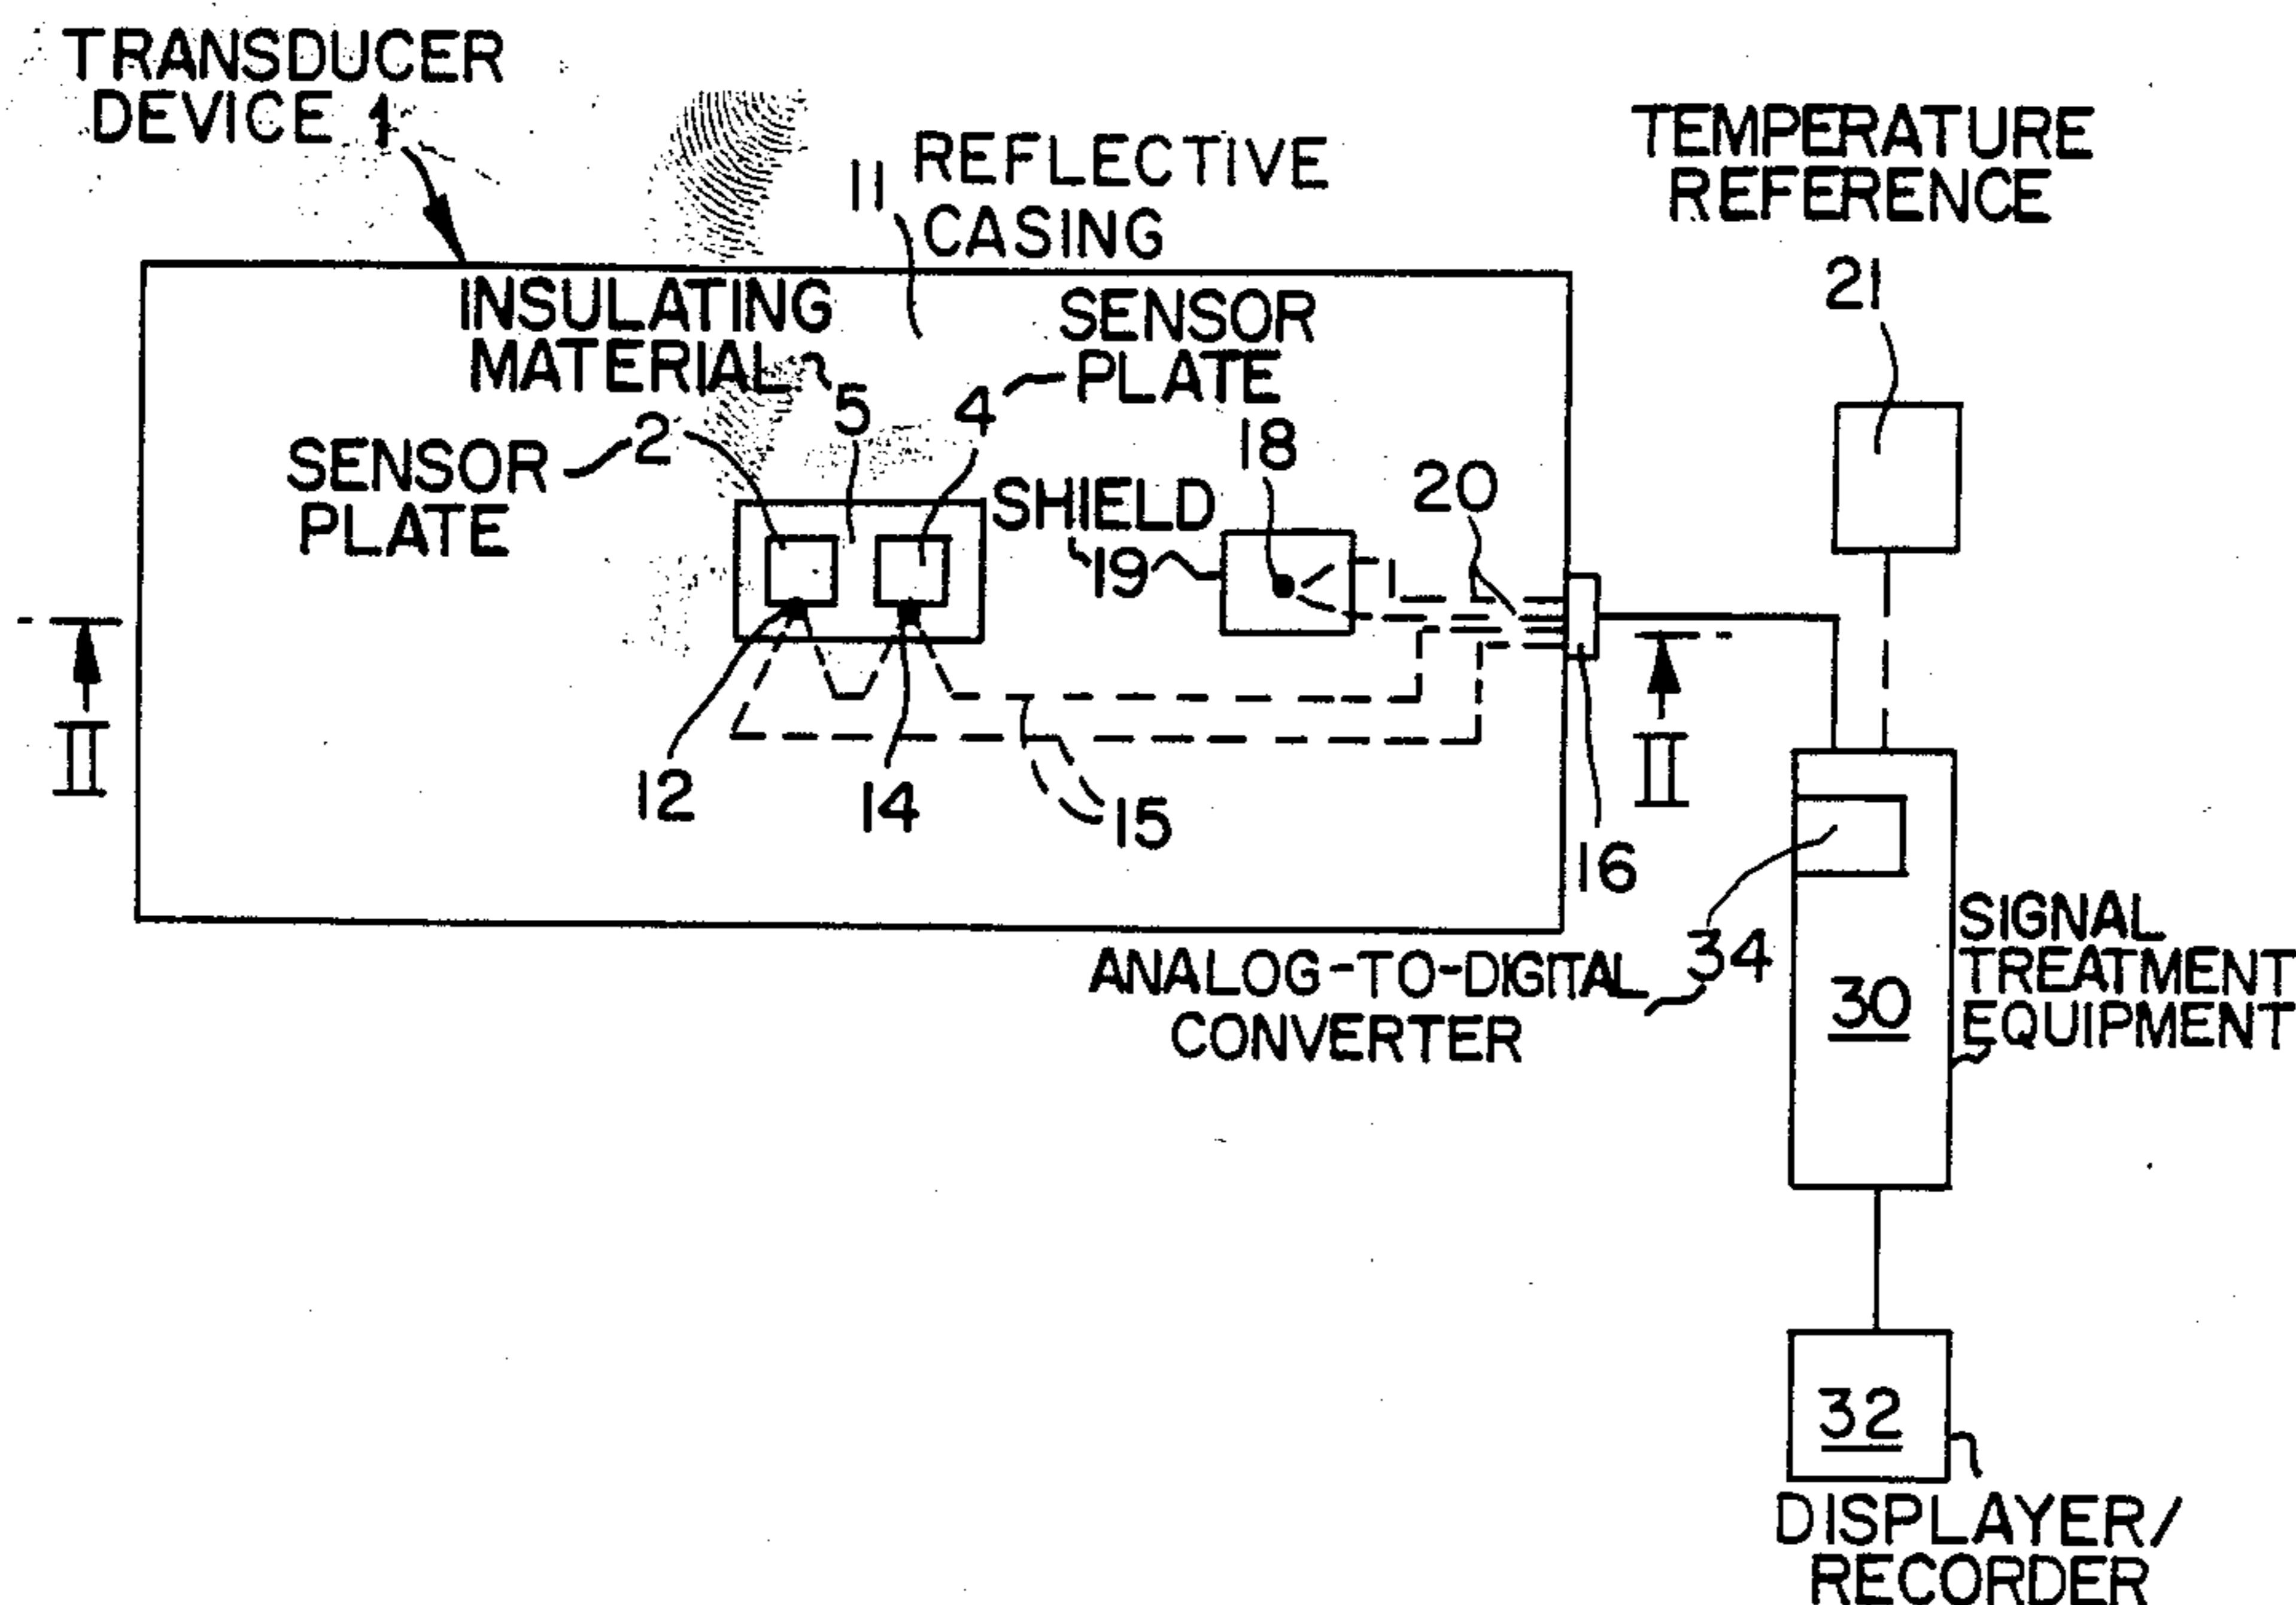 TRANSDUCER
DEVICE 1
11 REFLECTIVE
CASING
TEMPERATURE
REFERENCE
21
INSULATING
MATERIAL
5
SENSOR
PLATE
4
SENSOR
PLATE
2
SHIELD
19
18
20
II
II
12
14
15
16
ANALOG-TO-DIGITAL
CONVERTER
34
30
SIGNAL
TREATMENT
EQUIPMENT
32
DISPLAYER/
RECORDER